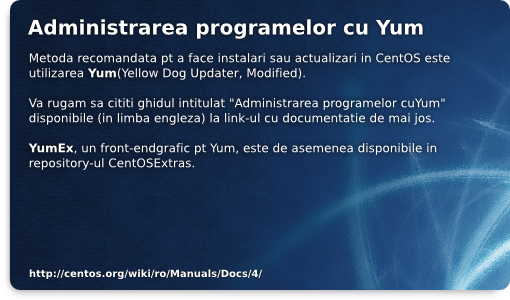 Administrarea programelor cu Yum
Metoda recomandata pt a face instalari sau actualizari in CentOS este
utilizarea Yum(Yellow Dog Updater, Modified).
Va rugam sa cititi ghidul intitulat "Administrarea programelor cuYum"
disponibile (in limba engleza) la link-ul cu documentatie de mai jos.
YumEx, un front-endgrafic pt Yum, este de asemenea disponibile in
repository-ul CentOSExtras.
http://centos.org/wiki/ro/Manuals/Docs/4/